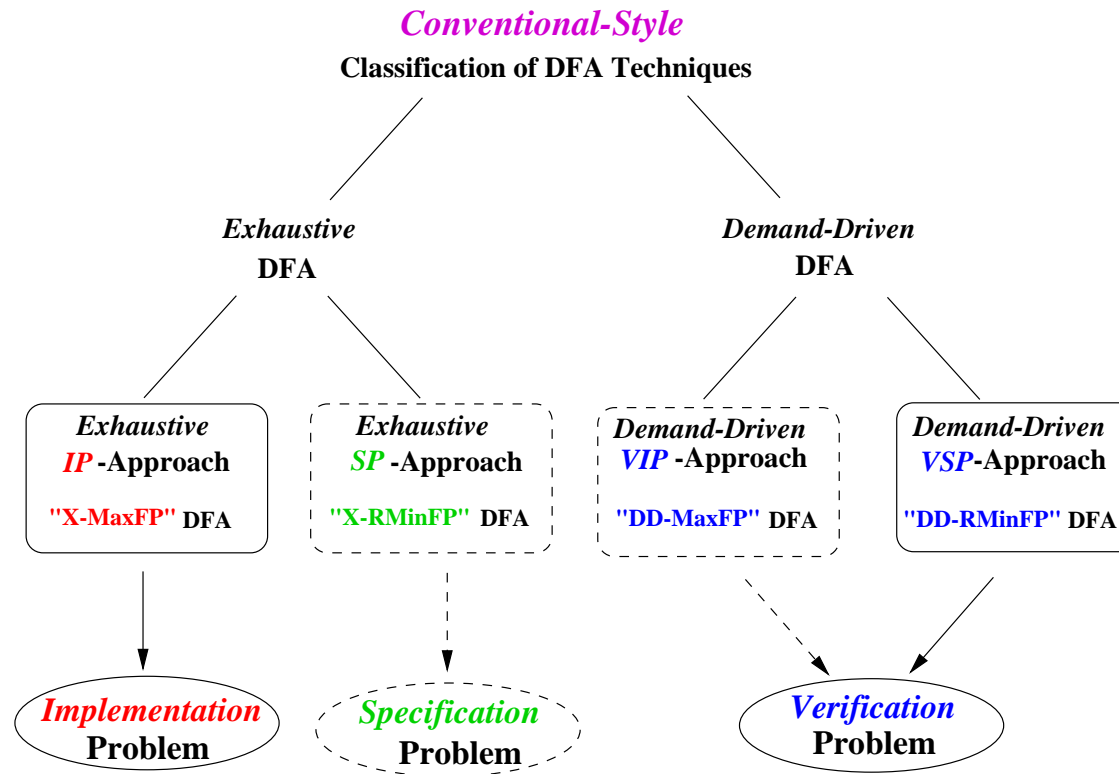 Conventional-Style
Classification of DFA Techniques
Exhaustive
DFA
Demand-Driven
DFA
Exhaustive
IP -Approach
"X-MaxFP" DFA
Exhaustive
SP -Approach
"X-RMinFP" DFA
Demand-Driven
VIP -Approach
"DD-MaxFP" DFA
Demand-Driven
VSP-Approach
"DD-RMinFP" DFA
Implementation
Problem
Specification
Problem
Verification
Problem